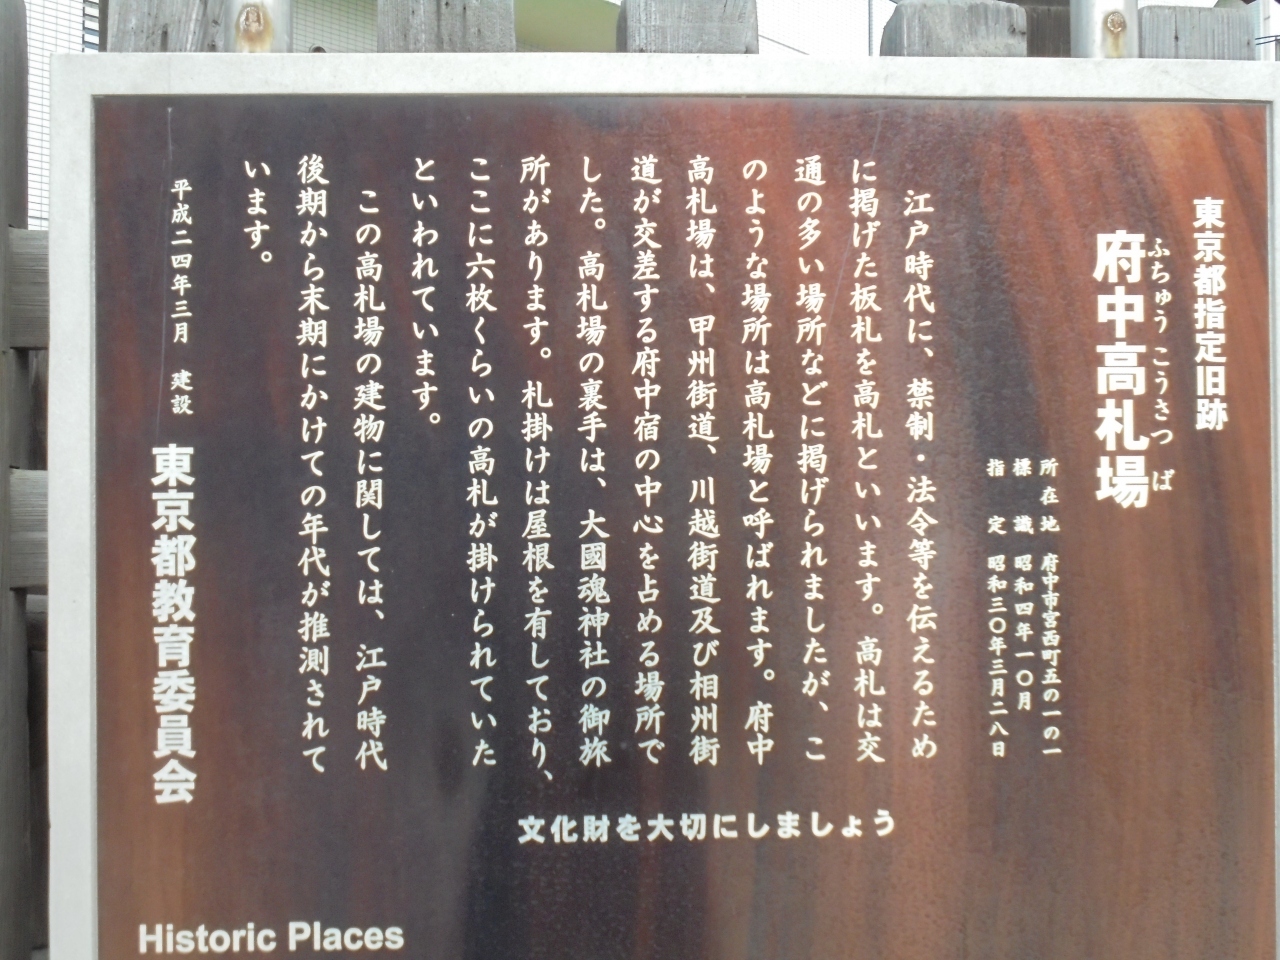 東京都指定旧跡
府中高札場
ふちゅうこうさつば
所在地 府中市宮西町五の一の一
標識 昭和四年一〇月
指定 昭和三〇年三月二八日
江戸時代に、禁制・法令等を伝えるため
に掲げた板札を高札といいます。高札は交
通の多い場所などに掲げられましたが、こ
のような場所は高札場と呼ばれます。府中
高札場は、甲州街道、川越街道及び相州街
道が交差する府中宿の中心を占める場所で
した。高札場の裏手は、大國魂神社の御旅
所があります。札掛けは屋根を有しており、
ここに六枚くらいの高札が掛けられていた
といわれています。
この高札場の建物に関しては、江戸時代
後期から末期にかけての年代が推測されて
います。
平成二四年三月 建設
東京都教育委員会
文化財を大切にしましょう
Historic Places